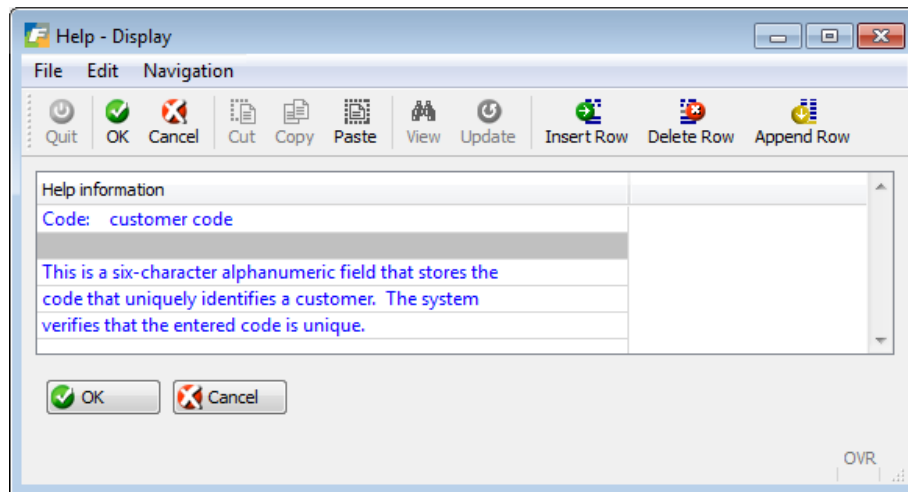 Help - Display
File Edit Navigation
Quit OK Cancel Cut Copy Paste View Update Insert Row Delete Row Append Row
Help information
Code: customer code
This is a six-character alphanumeric field that stores the
code that uniquely identifies a customer. The system
verifies that the entered code is unique.
OK Cancel
OVR